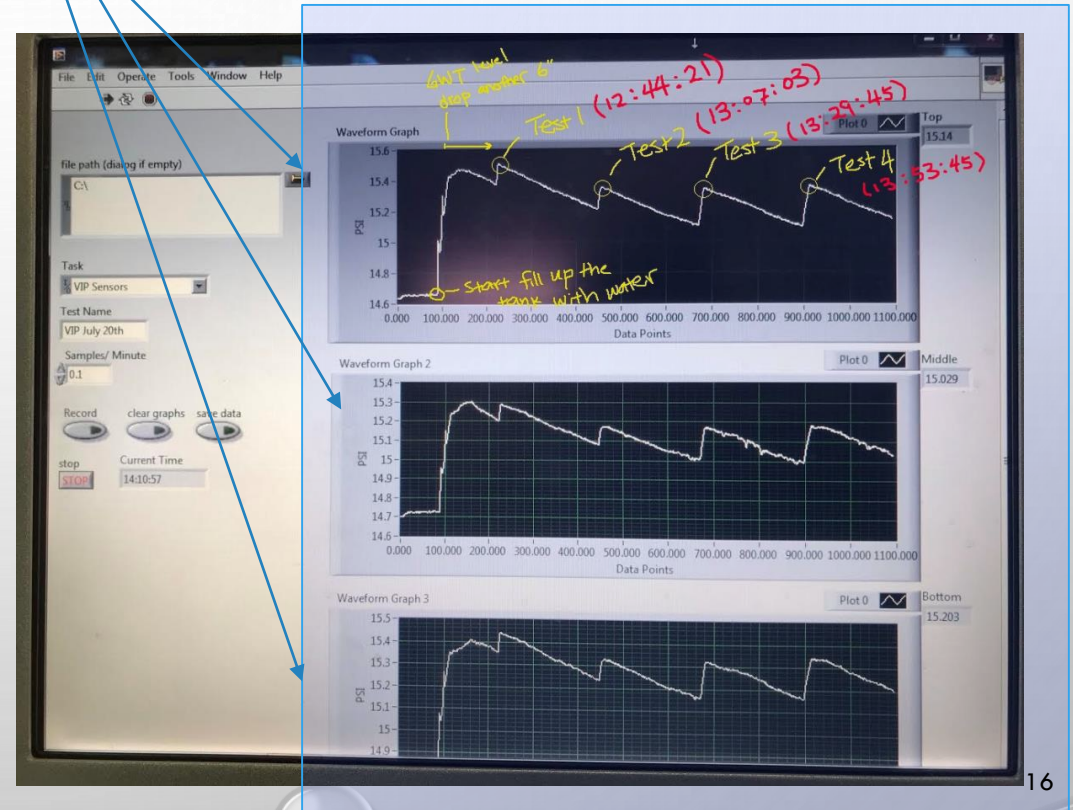 File Edit Operate Tools Window Help
GWT level
drop another 6"
Test 1 (12:44:21)
Test 2 (13:07:03)
Test 3 (13:29:45)
Test 4
(13:53:45)
Waveform Graph
Plot 0
Top
15.14
file path (dialog if empty)
C:\
15.6
15.4
15.2
15
14.8
14.6
PSI
Start fill up the
tank with water
0.000 100.000 200.000 300.000 400.000 500.000 600.000 700.000 800.000 900.000 1000.000 1100.000
Data Points
Task
VIP Sensors
Test Name
VIP July 20th
Samples/ Minute
0.1
Record clear graphs save data
stop
STOP
Current Time
14:10:57
Waveform Graph 2
Plot 0
Middle
15.029
15.4
15.3
15.2
15.1
15
14.9
14.8
14.7
14.6
PSI
0.000 100.000 200.000 300.000 400.000 500.000 600.000 700.000 800.000 900.000 1000.000 1100.000
Data Points
Waveform Graph 3
Plot 0
Bottom
15.203
15.5
15.4
15.3
15.2
15.1
15
14.9
PSI
16